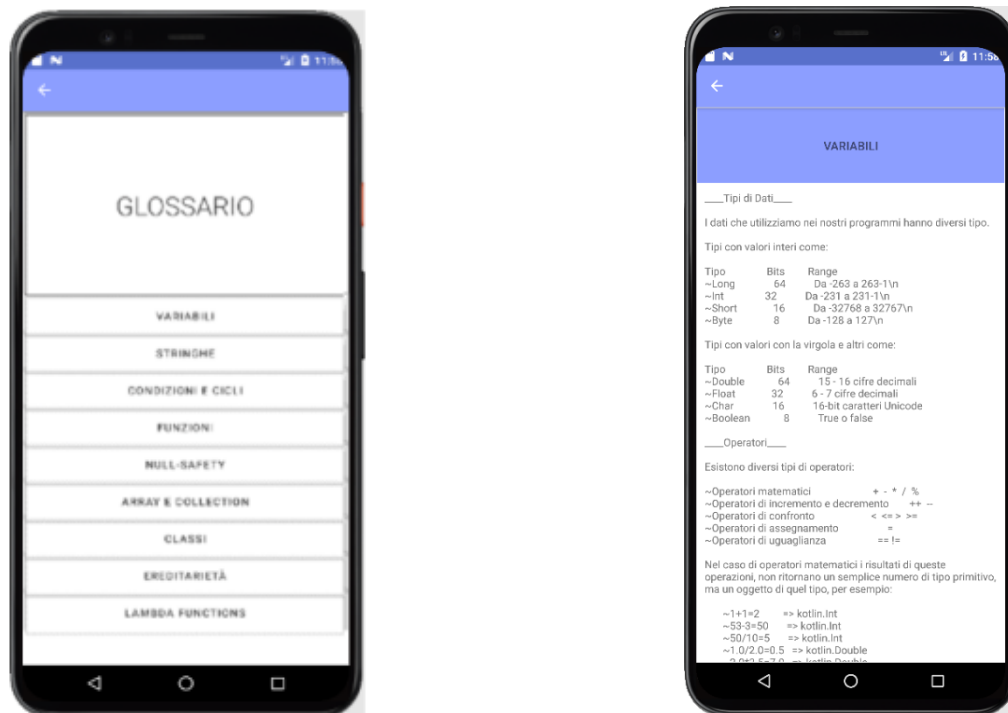 11:58
GLOSSARIO
VARIABILI
STRINGHE
CONDIZIONI E CICLI
FUNZIONI
NULL-SAFETY
ARRAY E COLLECTION
CLASSI
EREDITARIETÀ
LAMBDA FUNCTIONS
11:58
VARIABILI
____Tipi di Dati____
I dati che utilizziamo nei nostri programmi hanno diversi tipo.
Tipi con valori interi come:
Tipo Bits Range
~Long 64 Da -263 a 263-1\n
~Int 32 Da -231 a 231-1\n
~Short 16 Da -32768 a 32767\n
~Byte 8 Da -128 a 127\n
Tipi con valori con la virgola e altri come:
Tipo Bits Range
~Double 64 15 - 16 cifre decimali
~Float 32 6 - 7 cifre decimali
~Char 16 16-bit caratteri Unicode
~Boolean 8 True o false
____Operatori____
Esistono diversi tipi di operatori:
~Operatori matematici + - * / %
~Operatori di incremento e decremento ++ --
~Operatori di confronto < <= > >=
~Operatori di assegnamento =
~Operatori di uguaglianza == !=
Nel caso di operatori matematici i risultati di queste
operazioni, non ritornano un semplice numero di tipo primitivo,
ma un oggetto di quel tipo, per esempio:
~1+1=2 => kotlin.Int
~53-3=50 => kotlin.Int
~50/10=5 => kotlin.Int
~1.0/2.0=0.5 => kotlin.Double